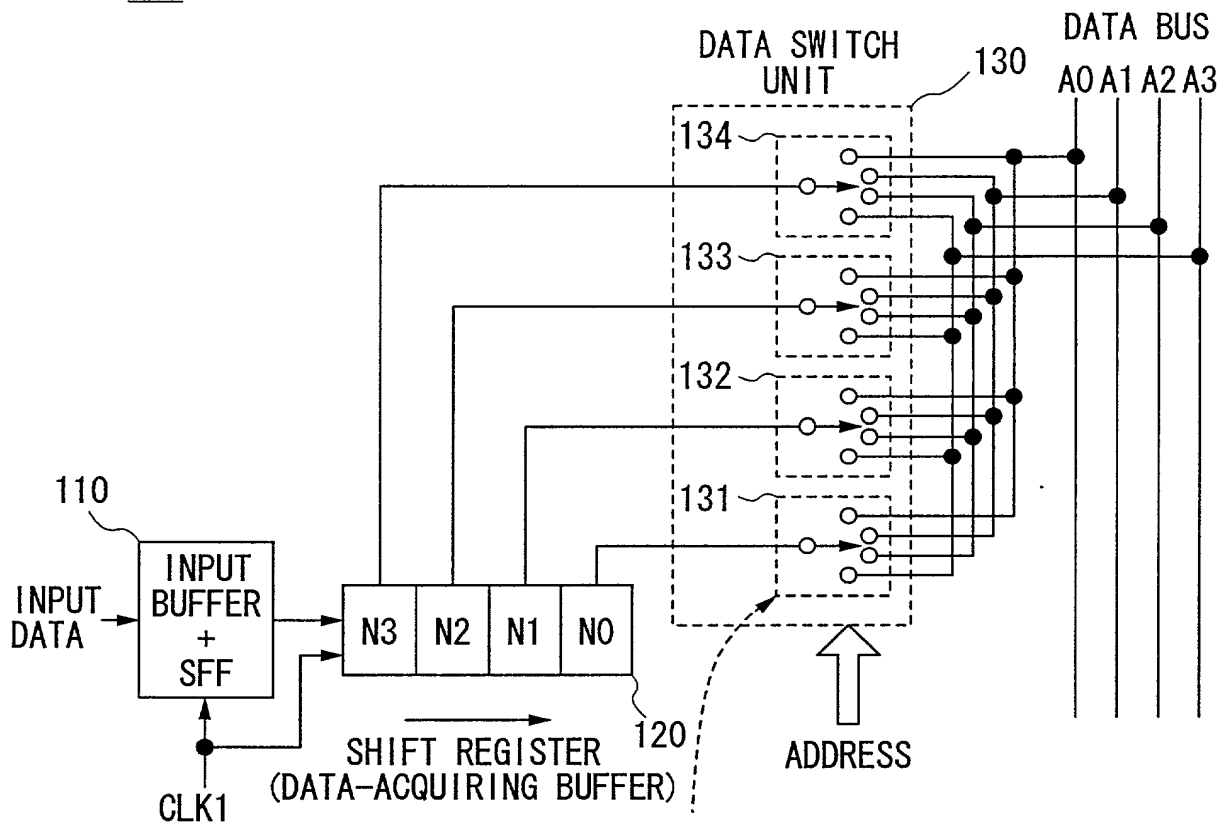 DATA BUS
DATA SWITCH
UNIT
130
A0 A1 A2 A3
134
133
132
131
110
INPUT
BUFFER
+
SFF
INPUT
DATA
N3 N2 N1 N0
120
SHIFT REGISTER
(DATA-ACQUIRING BUFFER)
ADDRESS
CLK1